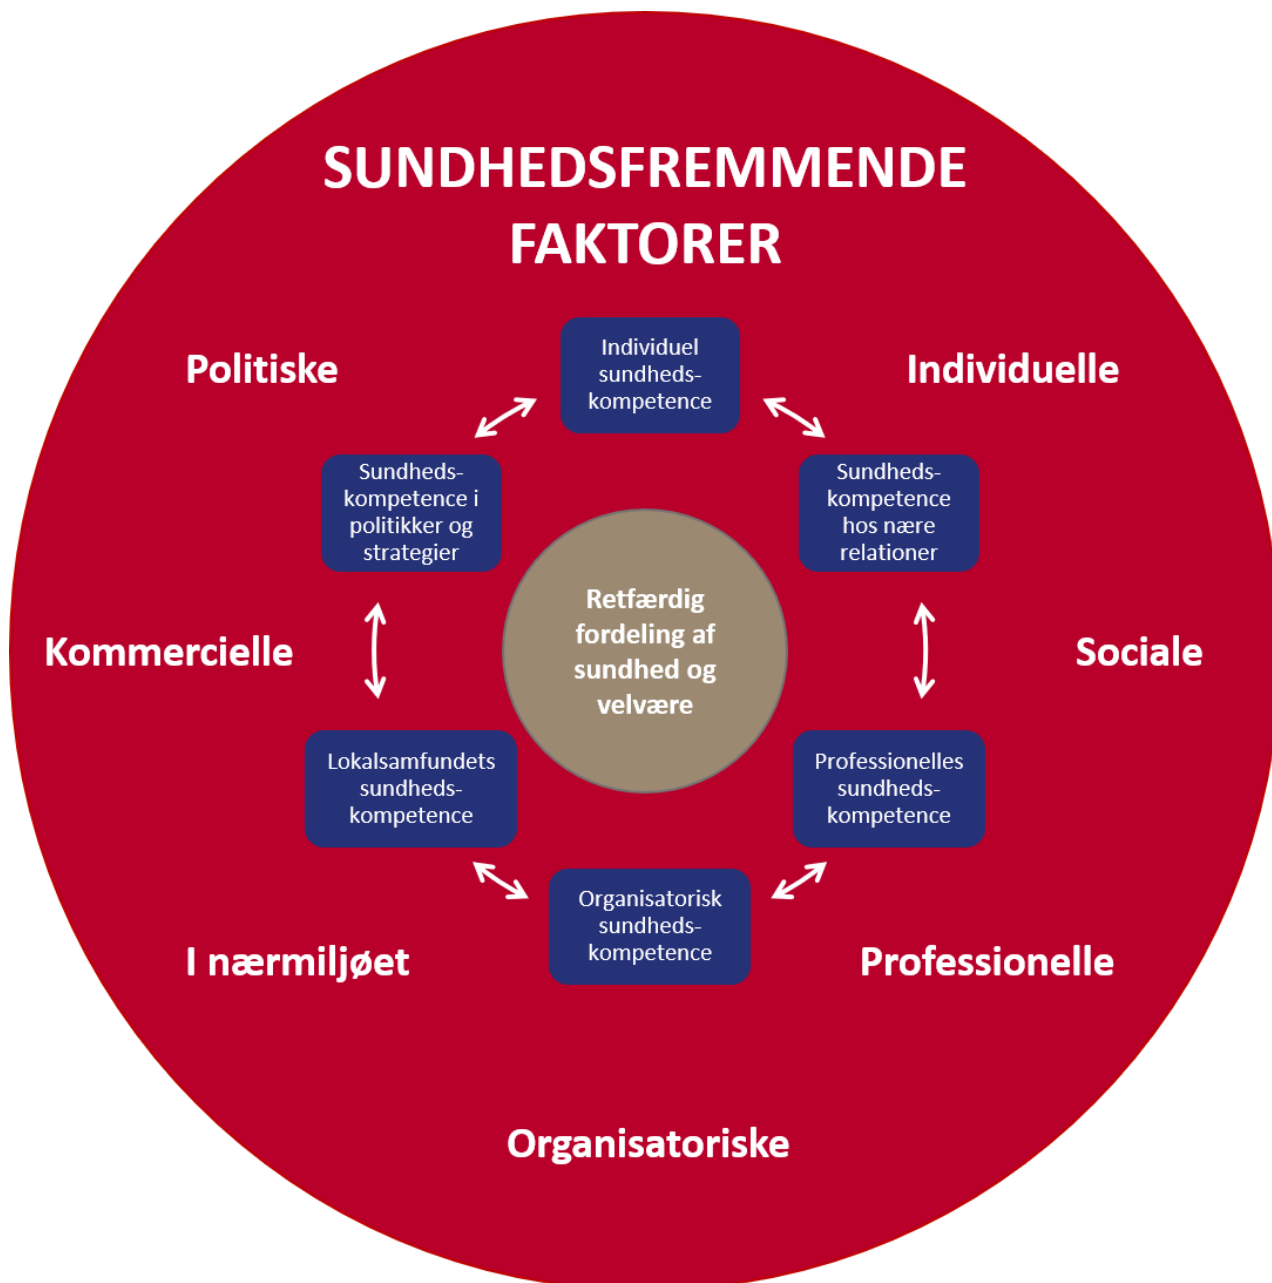 SUNDHEDSFREMMENDE
FAKTORER
Politiske
Individuel
sundheds-
kompetence
Individuelle
Sundheds-
kompetence i
politikker og
strategier
Sundheds-
kompetence
hos nære
relationer
Kommercielle
Retfærdig
fordeling af
sundhed og
velvære
Sociale
Lokalsamfundets
sundheds-
kompetence
Professionelles
sundheds-
kompetence
Organisatorisk
sundheds-
kompetence
I nærmiljøet
Professionelle
Organisatoriske